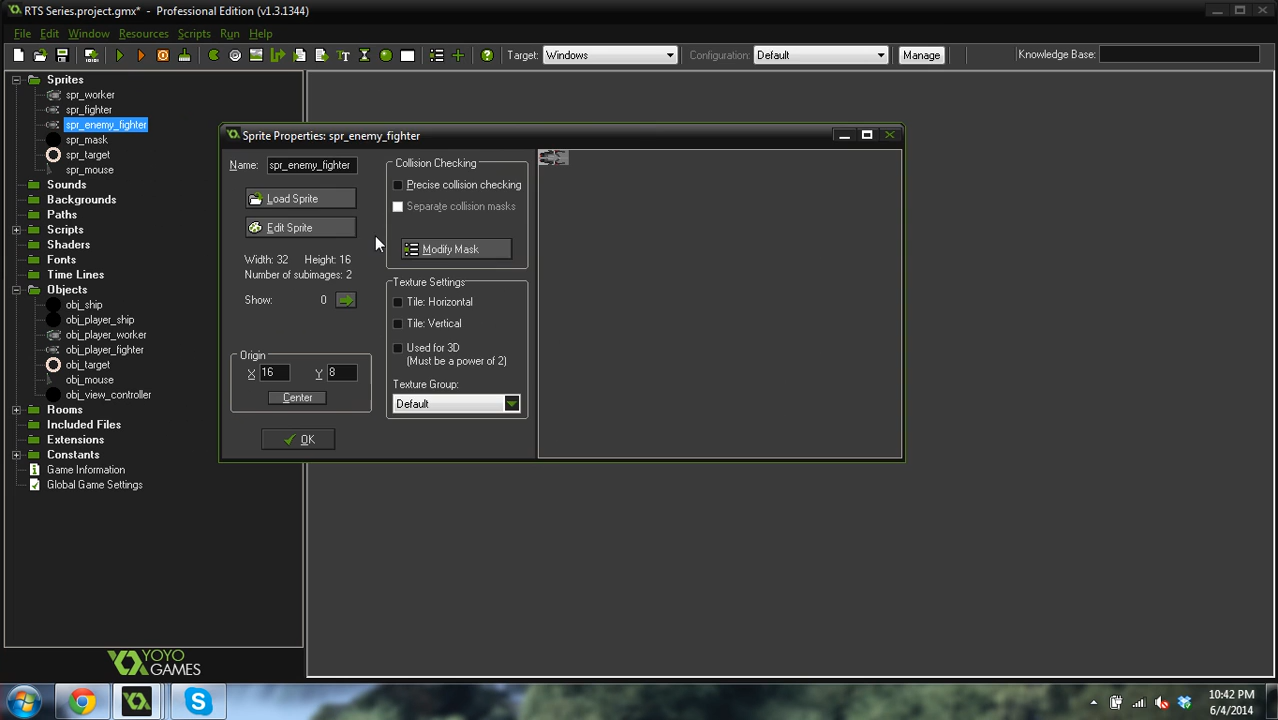 RTS Series.project.gmx* - Professional Edition (v1.3.1344)
File Edit Window Resources Scripts Run Help
Target: Windows Configuration: Default Manage Knowledge Base:
Sprites
spr_worker
spr_fighter
spr_enemy_fighter
spr_mask
spr_target
spr_mouse
Sounds
Backgrounds
Paths
Scripts
Shaders
Fonts
Time Lines
Objects
obj_ship
obj_player_ship
obj_player_worker
obj_player_fighter
obj_target
obj_mouse
obj_view_controller
Rooms
Included Files
Extensions
Constants
Game Information
Global Game Settings
YOYO
GAMES
Sprite Properties: spr_enemy_fighter
Name: spr_enemy_fighter
Load Sprite
Edit Sprite
Width: 32 Height: 16
Number of subimages: 2
Show: 0
Origin
X 16 Y 8
Center
OK
Collision Checking
Precise collision checking
Separate collision masks
Modify Mask
Texture Settings
Tile: Horizontal
Tile: Vertical
Used for 3D
(Must be a power of 2)
Texture Group:
Default
10:42 PM
6/4/2014